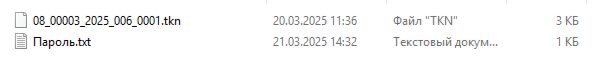 08_00003_2025_006_0001.tkn 20.03.2025 11:36 Файл "TKN" 3 КБ
Пароль.txt 21.03.2025 14:32 Текстовый докум... 1 КБ